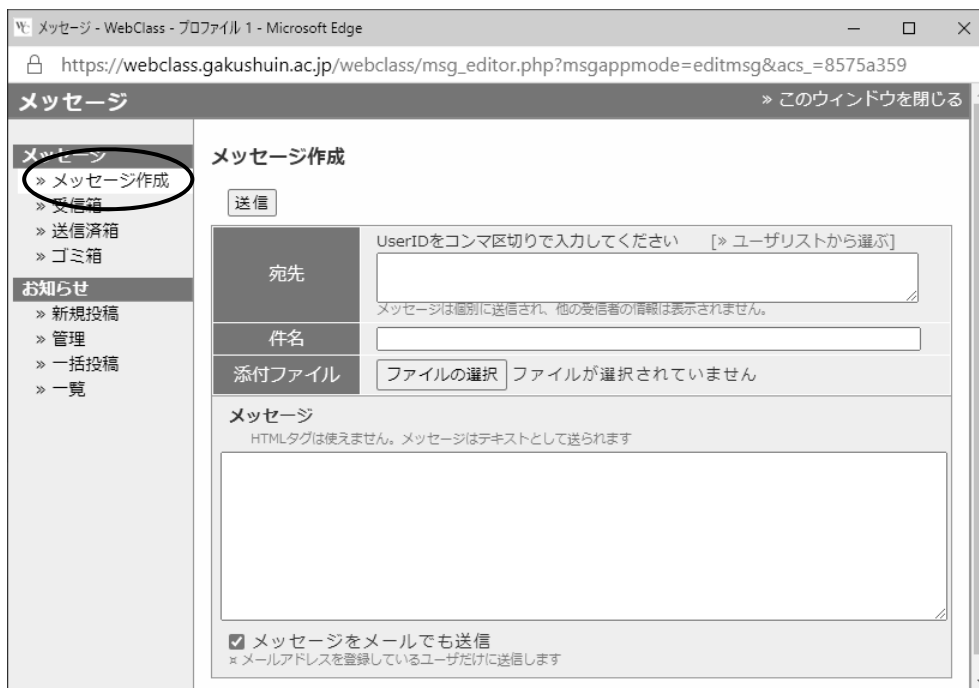 メッセージ - WebClass - プロファイル 1 - Microsoft Edge
https://webclass.gakushuin.ac.jp/webclass/msg_editor.php?msgappmode=editmsg&acs_=8575a359
メッセージ
» このウィンドウを閉じる
メッセージ
» メッセージ作成
» 受信箱
» 送信済箱
» ゴミ箱
お知らせ
» 新規投稿
» 管理
» 一括投稿
» 一覧
メッセージ作成
送信
宛先
UserIDをコンマ区切りで入力してください [» ユーザリストから選ぶ]
メッセージは個別に送信され、他の受信者の情報は表示されません。
件名
添付ファイル
ファイルの選択 ファイルが選択されていません
メッセージ
HTMLタグは使えません。メッセージはテキストとして送られます
メッセージをメールでも送信
※ メールアドレスを登録しているユーザだけに送信します